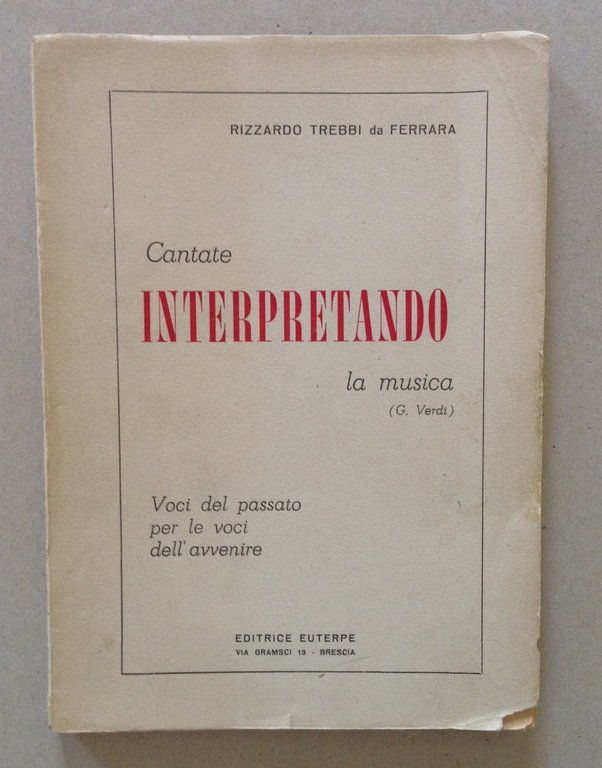 RIZZARDO TREBBI da FERRARA
Cantate
INTERPRETANDO
la musica
(G. Verdi)
Voci del passato
per le voci
dell'avvenire
EDITRICE EUTERPE
VIA GRAMSCI 13 - BRESCIA